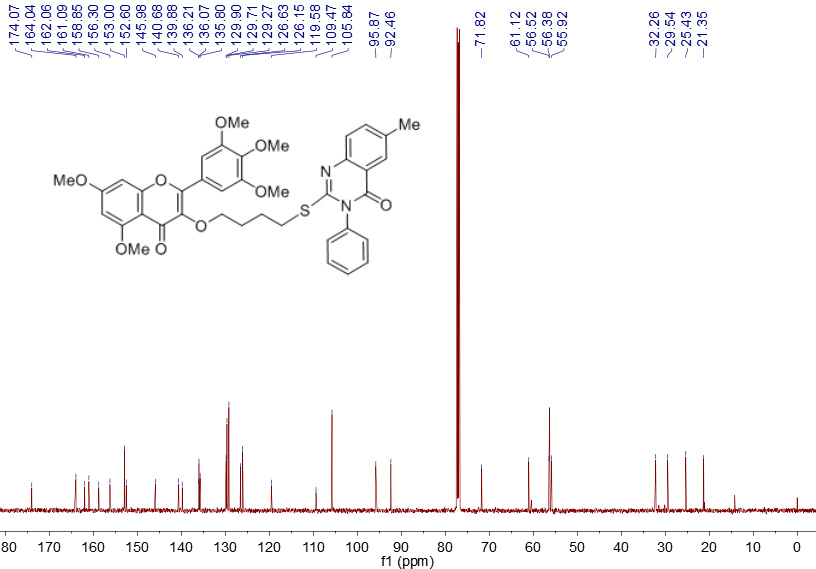 174.07
164.04
162.06
161.09
158.85
156.30
153.00
152.60
145.98
140.68
139.88
136.21
136.07
135.80
129.90
129.71
129.27
126.63
126.15
119.58
109.47
105.84
95.87
92.46
71.82
61.12
56.52
56.38
55.92
32.26
29.54
25.43
21.35
OMe
Me
OMe
MeO
O
N
OMe
S
N
O
O
OMe
O
80 170 160 150 140 130 120 110 100 90 80 70 60 50 40 30 20 10 0
f1 (ppm)